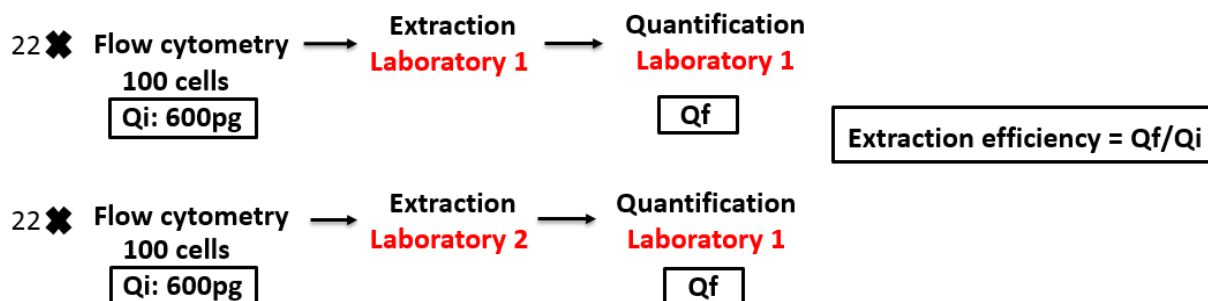 22 ✖ Flow cytometry Extraction Quantification
100 cells Laboratory 1 Laboratory 1
Qi: 600pg Qf
Extraction efficiency = Qf/Qi
22 ✖ Flow cytometry Extraction Quantification
100 cells Laboratory 2 Laboratory 1
Qi: 600pg Qf